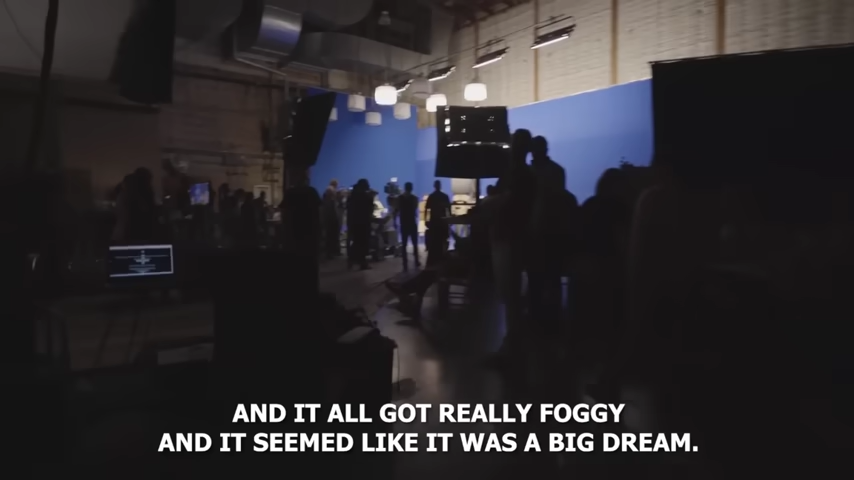 AND IT ALL GOT REALLY FOGGY
AND IT SEEMED LIKE IT WAS A BIG DREAM.